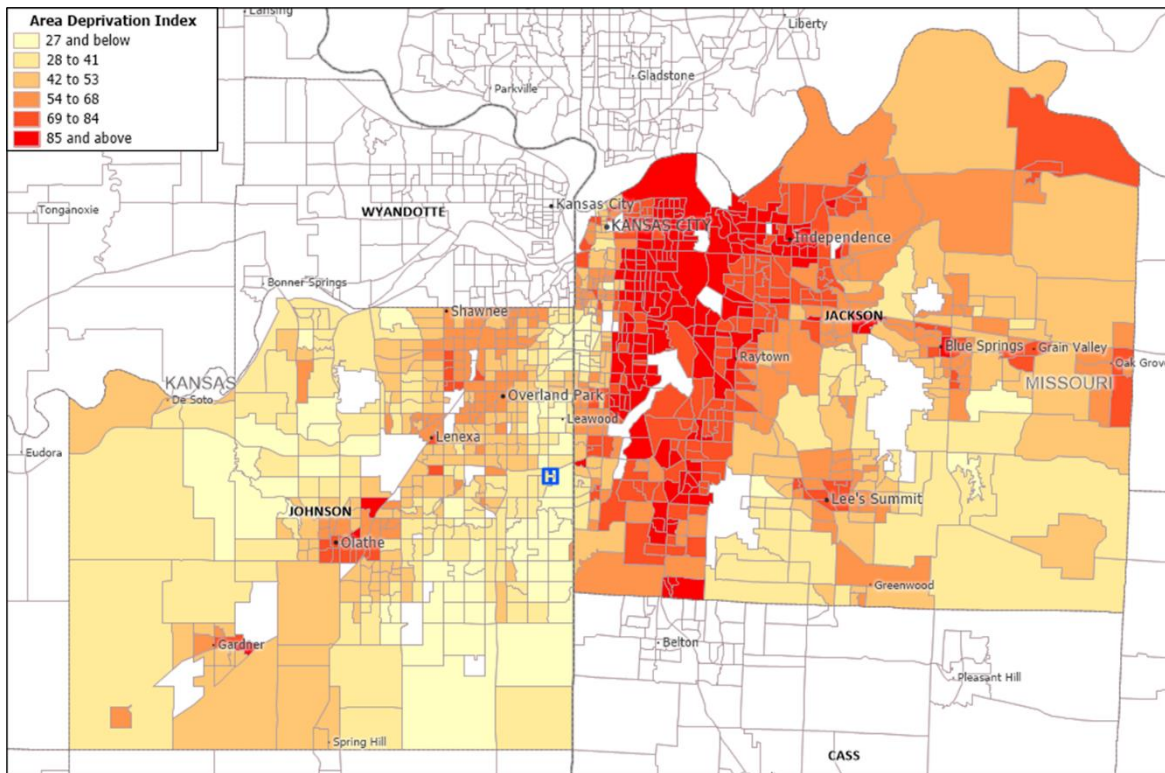 Area Deprivation Index
27 and below
28 to 41
42 to 53
54 to 68
69 to 84
85 and above
Lansing
Liberty
Gladstone
Parkville
Tonganoxie
WYANDOTTE
Kansas City
KANSAS CITY
Independence
Bonner Springs
Shawnee
JACKSON
Blue Springs
Grain Valley
Raytown
Oak Grove
KANSAS
MISSOURI
De Soto
Overland Park
Leawood
Lenexa
Eudora
H
Lee's Summit
JOHNSON
Olathe
Greenwood
Gardner
Belton
Pleasant Hill
Spring Hill
CASS